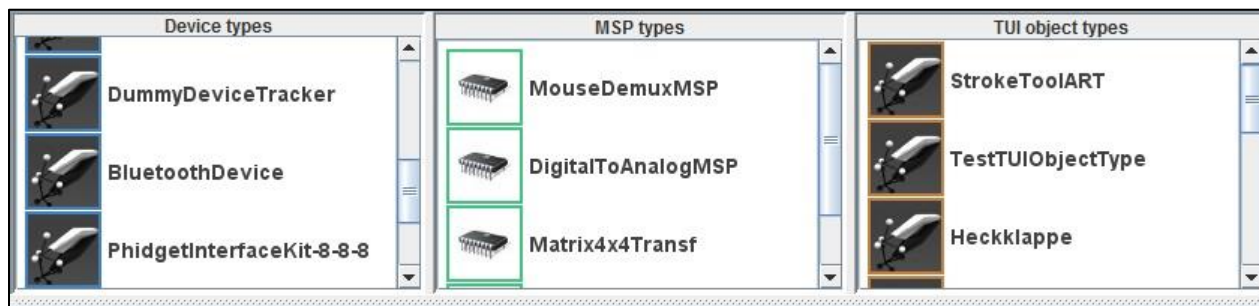 Device types
DummyDeviceTracker
BluetoothDevice
PhidgetInterfaceKit-8-8-8
MSP types
MouseDemuxMSP
DigitalToAnalogMSP
Matrix4x4Transf
TUI object types
StrokeToolART
TestTUIObjectType
Heckklappe